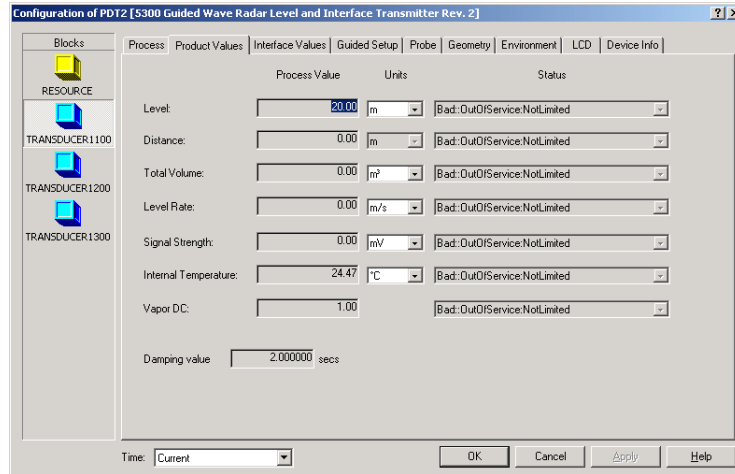 Configuration of PDT2 [5300 Guided Wave Radar Level and Interface Transmitter Rev. 2]
Blocks
RESOURCE
TRANSDUCER1100
TRANSDUCER1200
TRANSDUCER1300
Process Product Values Interface Values Guided Setup Probe Geometry Environment LCD Device Info
Process Value Units Status
Level: 20.00 m Bad::OutOfService:NotLimited
Distance: 0.00 m Bad::OutOfService:NotLimited
Total Volume: 0.00 m³ Bad::OutOfService:NotLimited
Level Rate: 0.00 m/s Bad::OutOfService:NotLimited
Signal Strength: 0.00 mV Bad::OutOfService:NotLimited
Internal Temperature: 24.47 °C Bad::OutOfService:NotLimited
Vapor DC: 1.00 Bad::OutOfService:NotLimited
Damping value 2.000000 secs
Time: Current
OK Cancel Apply Help